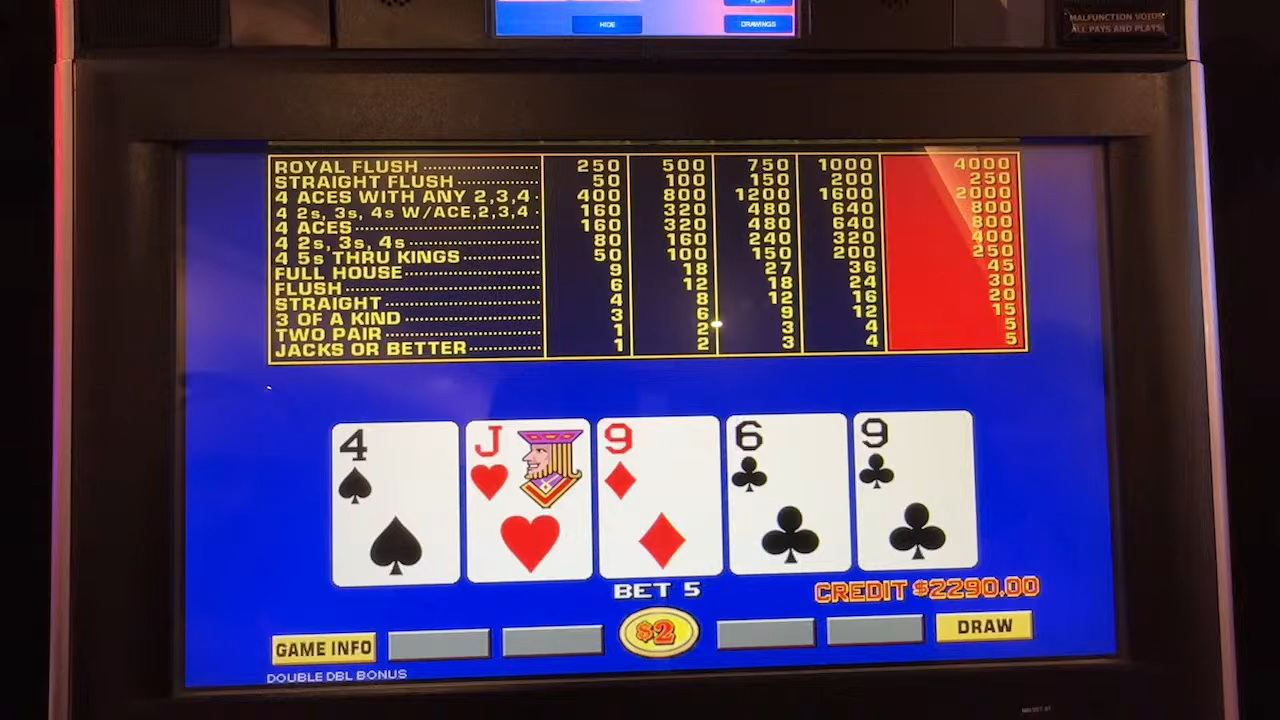 PLAY
HIDE
DRAWINGS
MALFUNCTION VOIDS
ALL PAYS AND PLAYS
ROYAL FLUSH 250 500 750 1000 4000
STRAIGHT FLUSH 50 100 150 200 250
4 ACES WITH ANY 2,3,4 400 800 1200 1600 2000
4 2s, 3s, 4s W/ACE,2,3,4 160 320 480 640 800
4 ACES 160 320 480 640 800
4 2s, 3s, 4s 80 160 240 320 400
4 5s THRU KINGS 50 100 150 200 250
FULL HOUSE 9 18 27 36 45
FLUSH 6 12 18 24 30
STRAIGHT 4 8 12 16 20
3 OF A KIND 3 6 9 12 15
TWO PAIR 1 2 3 4 5
JACKS OR BETTER 1 2 3 4 5
4 J 9 6 9
BET 5
CREDIT $2290.00
GAME INFO
$2
DRAW
DOUBLE DBL BONUS